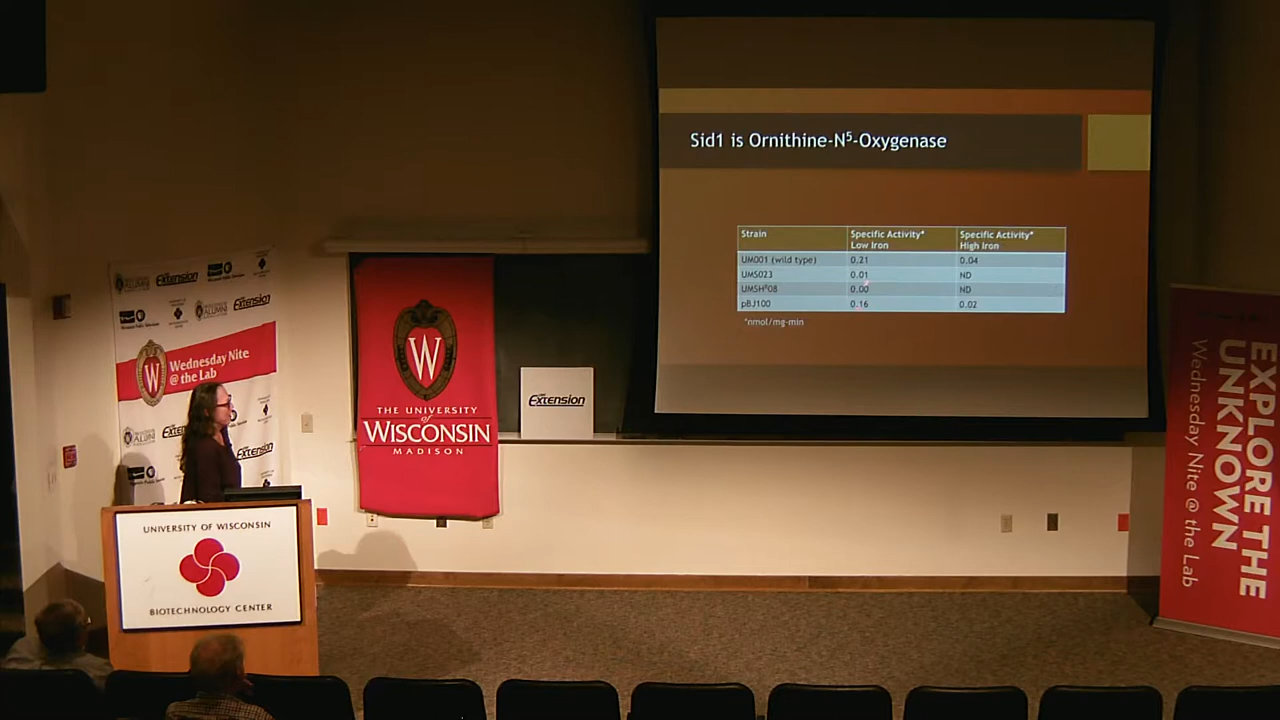 Sid1 is Ornithine-N⁵-Oxygenase
Strain
Specific Activity*
Low Iron
Specific Activity*
High Iron
UM001 (wild type) 0.21 0.04
UMS023 0.01 ND
0.00 ND
pBJ100 0.16 0.02
*nmol/mg-min
Extension
Wednesday Nite
@ the Lab
W
THE UNIVERSITY
of
WISCONSIN
MADISON
Extension
UNIVERSITY OF WISCONSIN
BIOTECHNOLOGY CENTER
EXPLORE THE
UNKNOWN
Wednesday Nite @ the Lab